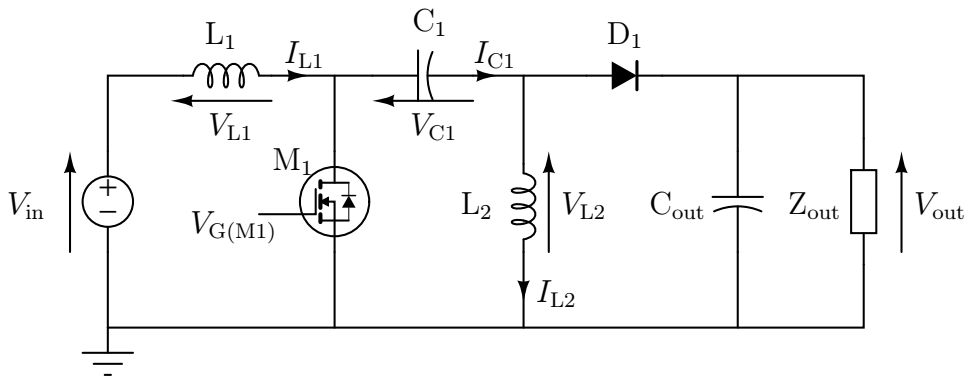 L1
C1
D1
IL1
IC1
VL1
VC1
M1
Vin
+
−
VG(M1)
L2
VL2
Cout
Zout
Vout
IL2